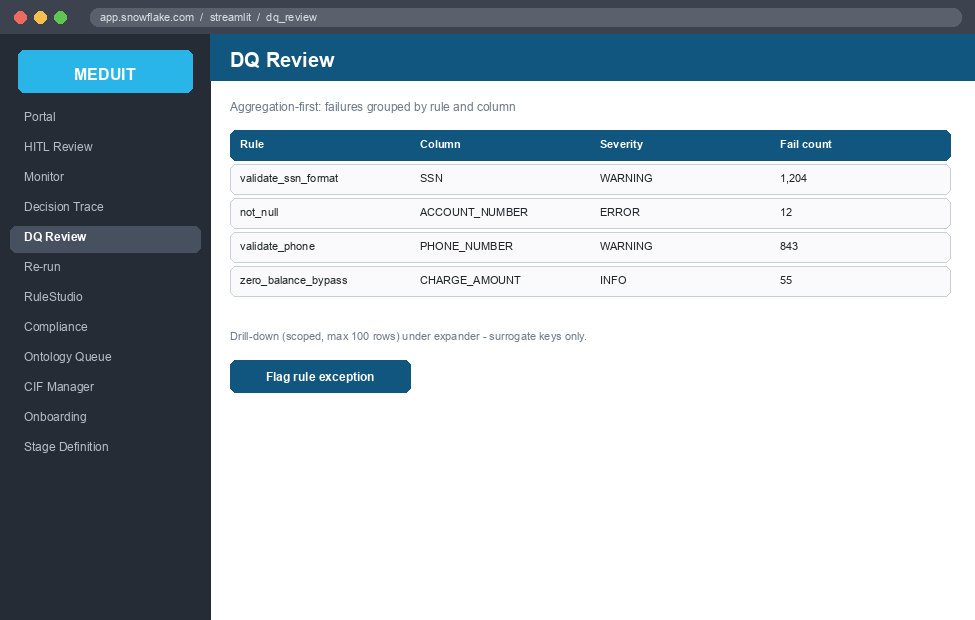 app.snowflake.com / streamlit / dq_review
MEDUIT
Portal
HITL Review
Monitor
Decision Trace
DQ Review
Re-run
RuleStudio
Compliance
Ontology Queue
CIF Manager
Onboarding
Stage Definition
DQ Review
Aggregation-first: failures grouped by rule and column
Rule Column Severity Fail count
validate_ssn_format SSN WARNING 1,204
not_null ACCOUNT_NUMBER ERROR 12
validate_phone PHONE_NUMBER WARNING 843
zero_balance_bypass CHARGE_AMOUNT INFO 55
Drill-down (scoped, max 100 rows) under expander - surrogate keys only.
Flag rule exception